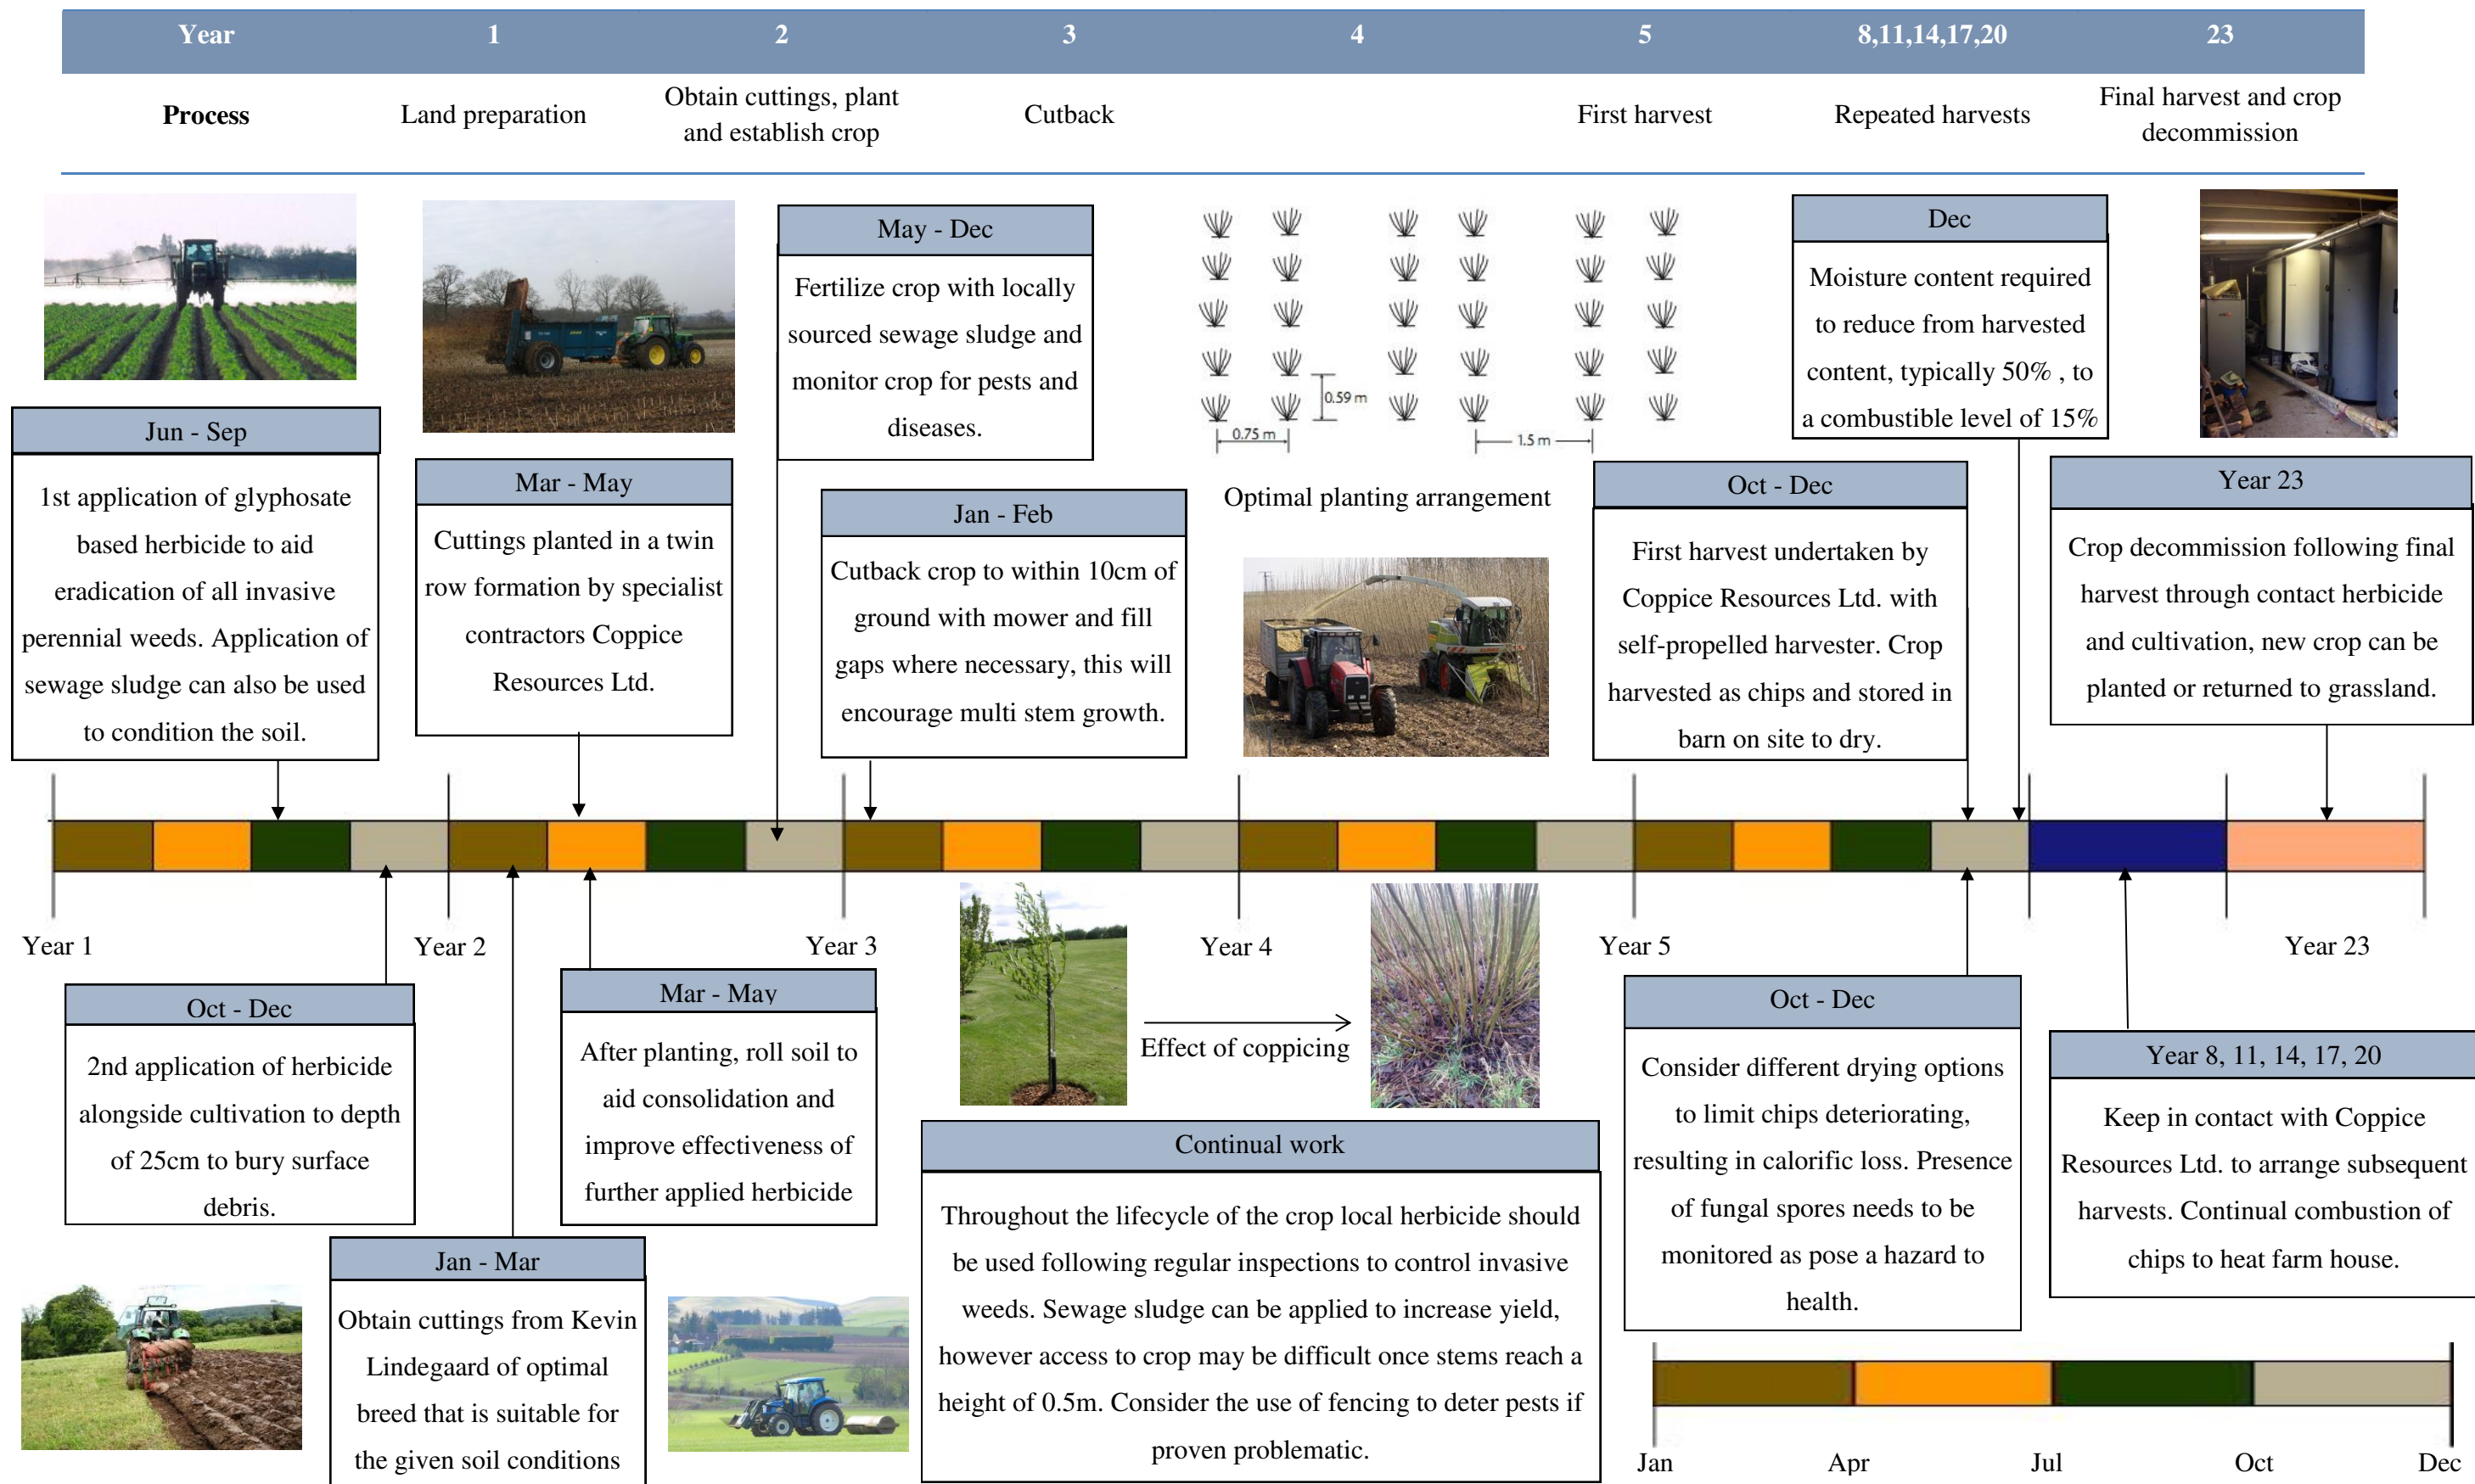 Year 1 2 3 4 5 8,11,14,17,20 23
Process
Land preparation
Obtain cuttings, plant
and establish crop
Cutback
First harvest
Repeated harvests
Final harvest and crop
decommission
Jun - Sep
1st application of glyphosate
based herbicide to aid
eradication of all invasive
perennial weeds. Application of
sewage sludge can also be used
to condition the soil.
Mar - May
Cuttings planted in a twin
row formation by specialist
contractors Coppice
Resources Ltd.
May - Dec
Fertilize crop with locally
sourced sewage sludge and
monitor crop for pests and
diseases.
Jan - Feb
Cutback crop to within 10cm of
ground with mower and fill
gaps where necessary, this will
encourage multi stem growth.
0.59 m
0.75 m
1.5 m
Optimal planting arrangement
Oct - Dec
First harvest undertaken by
Coppice Resources Ltd. with
self-propelled harvester. Crop
harvested as chips and stored in
barn on site to dry.
Dec
Moisture content required
to reduce from harvested
content, typically 50% , to
a combustible level of 15%
Year 23
Crop decommission following final
harvest through contact herbicide
and cultivation, new crop can be
planted or returned to grassland.
Year 1
Year 2
Year 3
Year 4
Year 5
Year 23
Oct - Dec
2nd application of herbicide
alongside cultivation to depth
of 25cm to bury surface
debris.
Jan - Mar
Obtain cuttings from Kevin
Lindegaard of optimal
breed that is suitable for
the given soil conditions
Mar - May
After planting, roll soil to
aid consolidation and
improve effectiveness of
further applied herbicide
Effect of coppicing
Continual work
Throughout the lifecycle of the crop local herbicide should
be used following regular inspections to control invasive
weeds. Sewage sludge can be applied to increase yield,
however access to crop may be difficult once stems reach a
height of 0.5m. Consider the use of fencing to deter pests if
proven problematic.
Oct - Dec
Consider different drying options
to limit chips deteriorating,
resulting in calorific loss. Presence
of fungal spores needs to be
monitored as pose a hazard to
health.
Year 8, 11, 14, 17, 20
Keep in contact with Coppice
Resources Ltd. to arrange subsequent
harvests. Continual combustion of
chips to heat farm house.
Jan Apr Jul Oct Dec